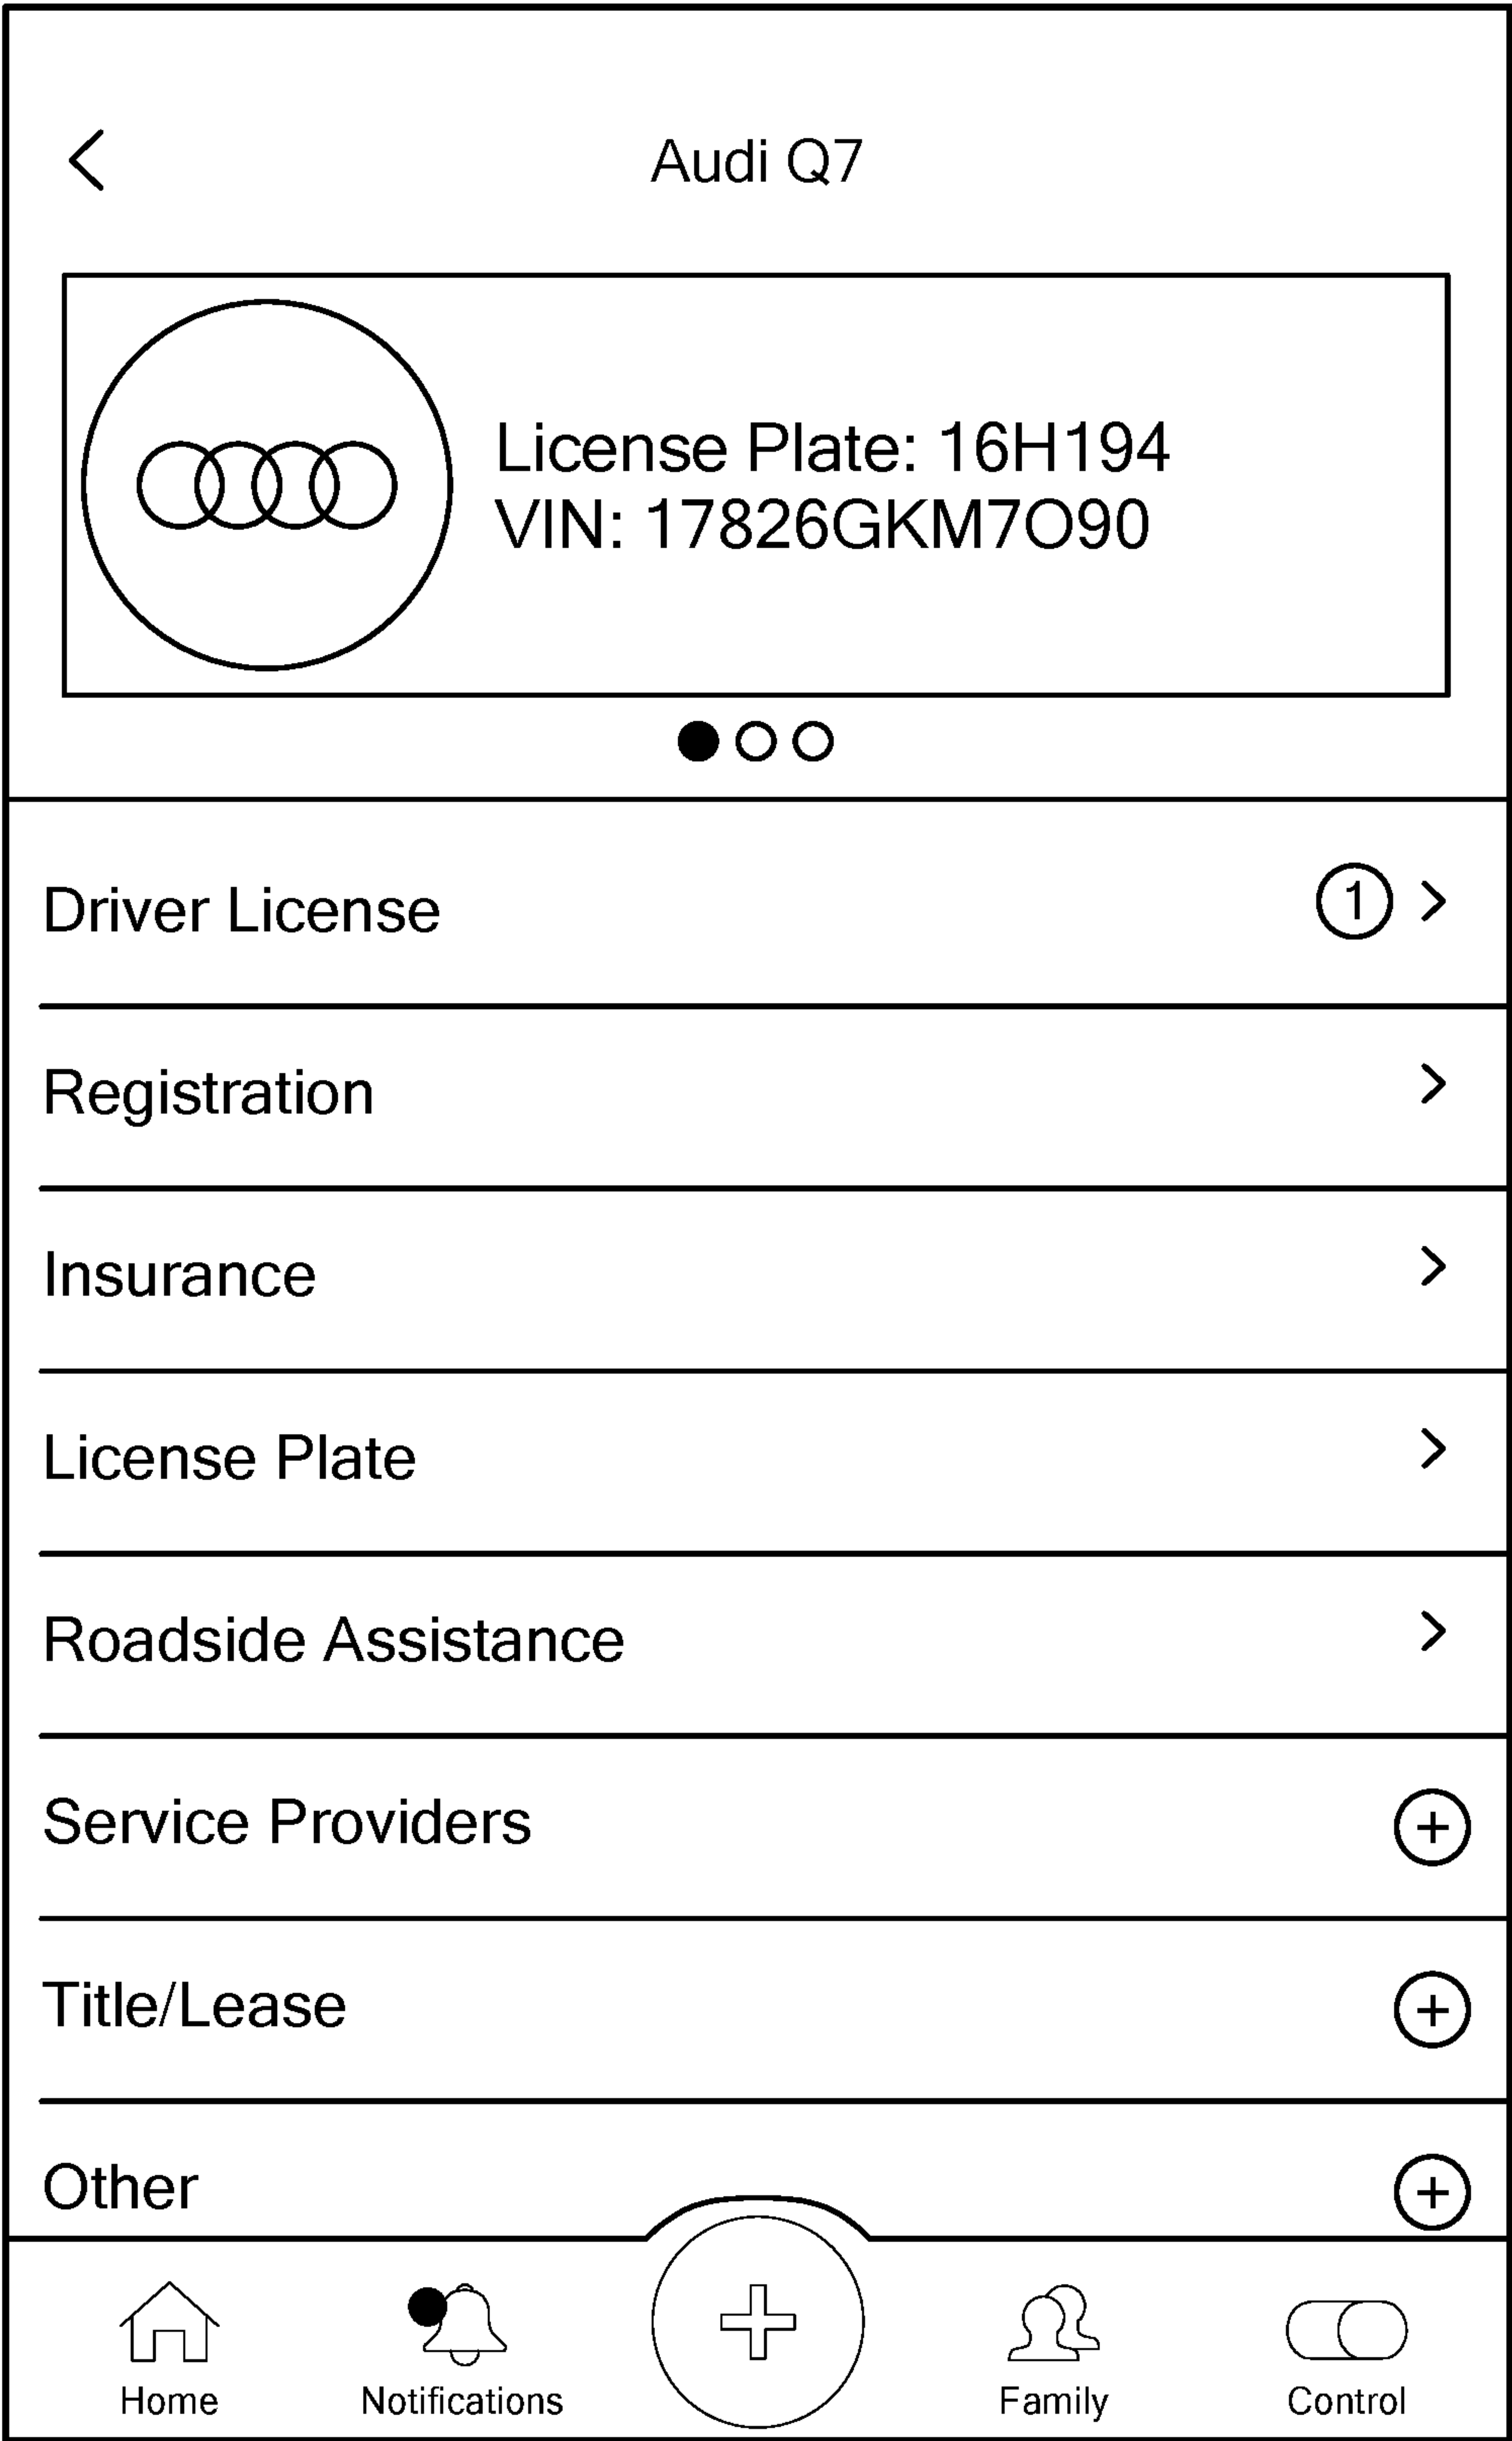 Audi Q7
License Plate: 16H194
VIN: 17826GKM7O90
Driver License 1
Registration
Insurance
License Plate
Roadside Assistance
Service Providers
Title/Lease
Other
Home Notifications Family Control